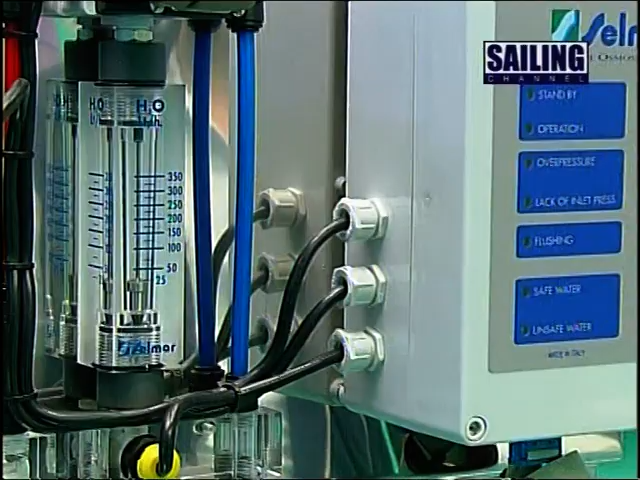 Selm
SAILING
CHANNEL
STAND BY
OPERATION
OVERPRESSURE
LACK OF INLET PRESS.
FLUSHING
SAFE WATER
UNSAFE WATER
MADE IN ITALY
H2O
H2O
350
300
250
200
150
100
50
25
Selmar